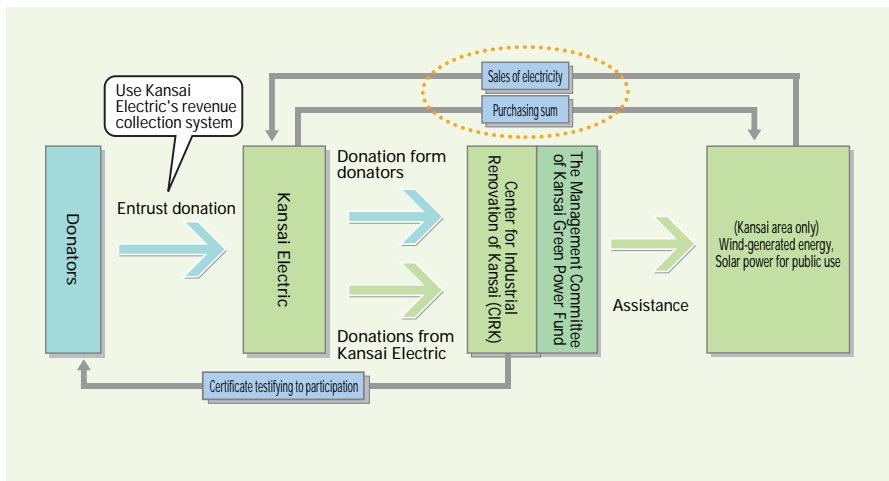 Use Kansai
Electric's revenue
collection system
Sales of electricity
Purchasing sum
Donators
Entrust donation
Kansai Electric
Donation form
donators
Donations from
Kansai Electric
Center for Industrial
Renovation of Kansai (CIRK)
The Management Committee
of Kansai Green Power Fund
Assistance
(Kansai area only)
Wind-generated energy,
Solar power for public use
Certificate testifying to participation